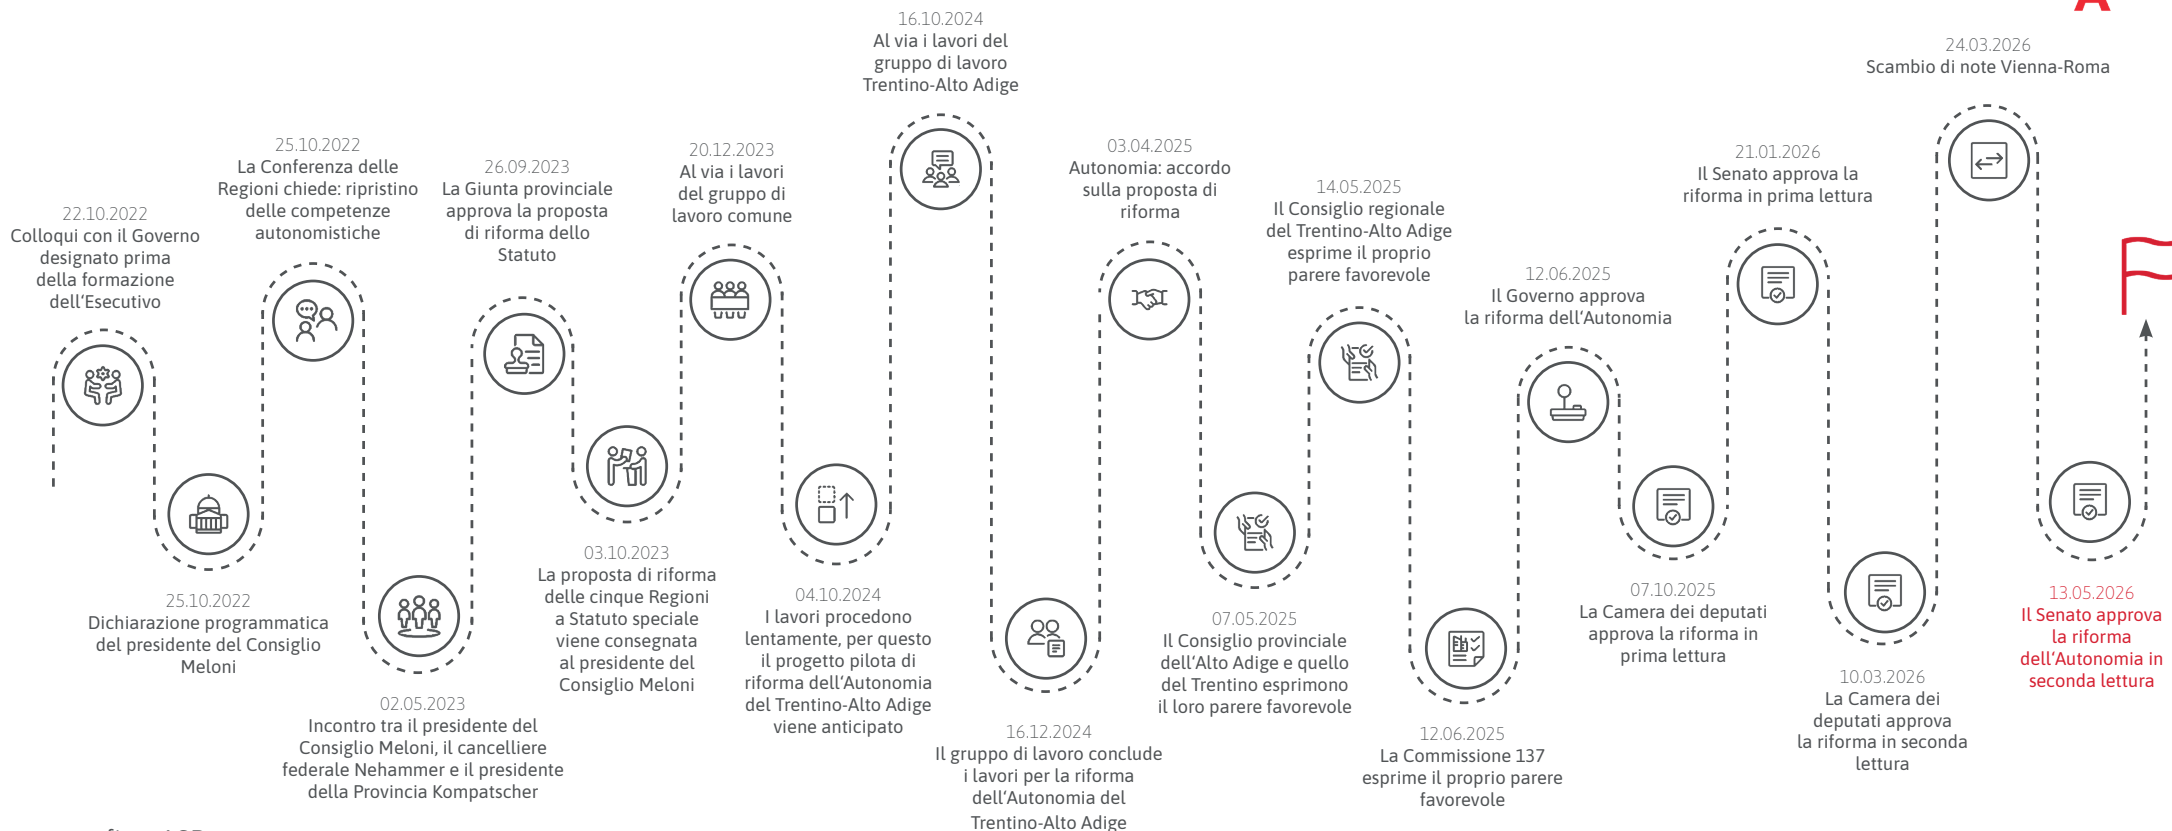 22.10.2022
Colloqui con il Governo
designato prima
della formazione
dell'Esecutivo
25.10.2022
Dichiarazione programmatica
del presidente del Consiglio
Meloni
25.10.2022
La Conferenza delle
Regioni chiede: ripristino
delle competenze
autonomistiche
02.05.2023
Incontro tra il presidente del
Consiglio Meloni, il cancelliere
federale Nehammer e il presidente
della Provincia Kompatscher
26.09.2023
La Giunta provinciale
approva la proposta
di riforma dello
Statuto
03.10.2023
La proposta di riforma
delle cinque Regioni
a Statuto speciale
viene consegnata
al presidente del
Consiglio Meloni
20.12.2023
Al via i lavori
del gruppo di
lavoro comune
04.10.2024
I lavori procedono
lentamente, per questo
il progetto pilota di
riforma dell'Autonomia
del Trentino-Alto Adige
viene anticipato
16.10.2024
Al via i lavori del
gruppo di lavoro
Trentino-Alto Adige
16.12.2024
Il gruppo di lavoro conclude
i lavori per la riforma
dell'Autonomia del
Trentino-Alto Adige
03.04.2025
Autonomia: accordo
sulla proposta di
riforma
07.05.2025
Il Consiglio provinciale
dell'Alto Adige e quello
del Trentino esprimono
il loro parere favorevole
14.05.2025
Il Consiglio regionale
del Trentino-Alto Adige
esprime il proprio
parere favorevole
12.06.2025
La Commissione 137
esprime il proprio parere
favorevole
12.06.2025
Il Governo approva
la riforma dell'Autonomia
07.10.2025
La Camera dei deputati
approva la riforma in
prima lettura
21.01.2026
Il Senato approva la
riforma in prima lettura
10.03.2026
La Camera dei
deputati approva
la riforma in seconda
lettura
24.03.2026
Scambio di note Vienna-Roma
13.05.2026
Il Senato approva
la riforma
dell'Autonomia in
seconda lettura
A